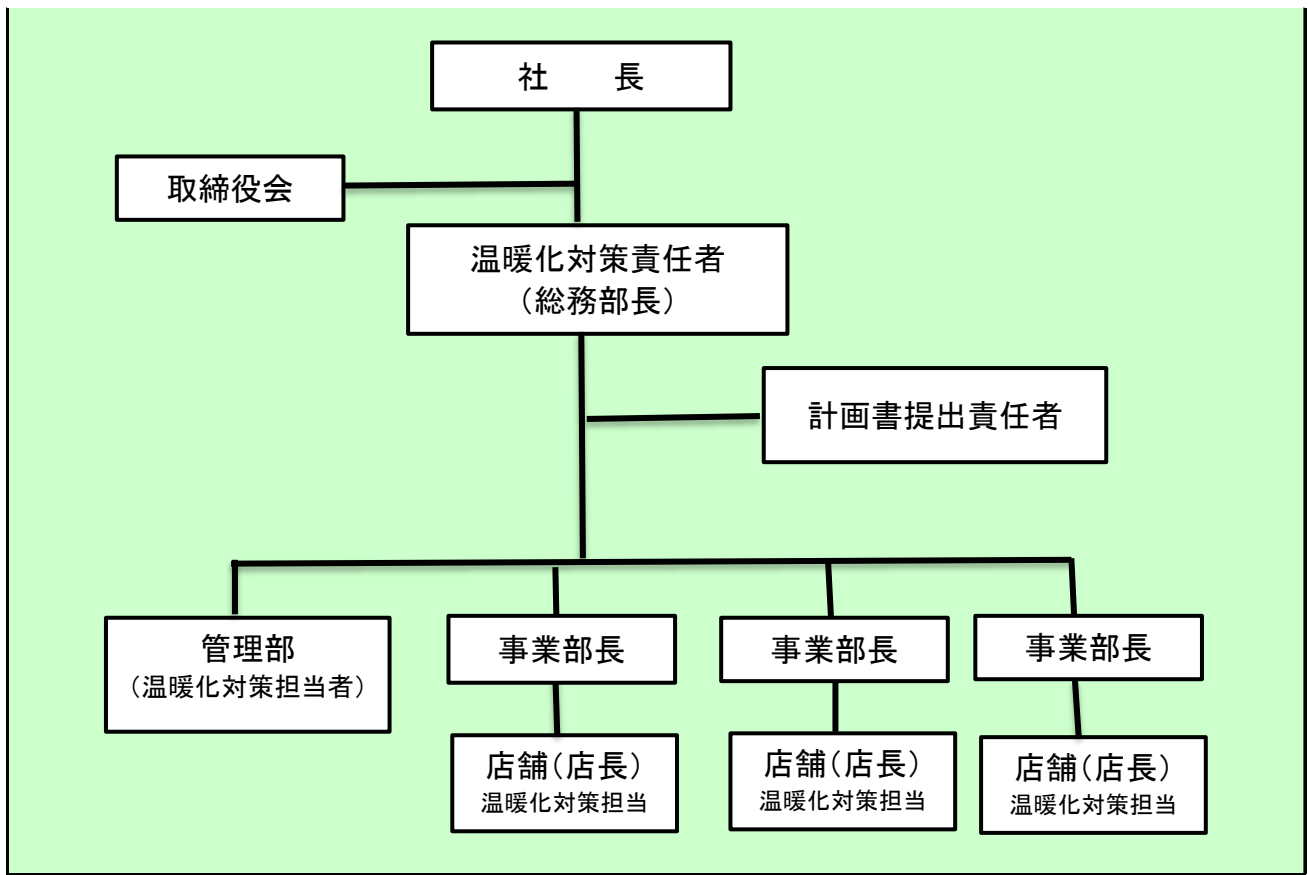 社　　長
取締役会
温暖化対策責任者
（総務部長）
計画書提出責任者
管理部
（温暖化対策担当者）
事業部長
事業部長
事業部長
店舗（店長）
温暖化対策担当
店舗（店長）
温暖化対策担当
店舗（店長）
温暖化対策担当